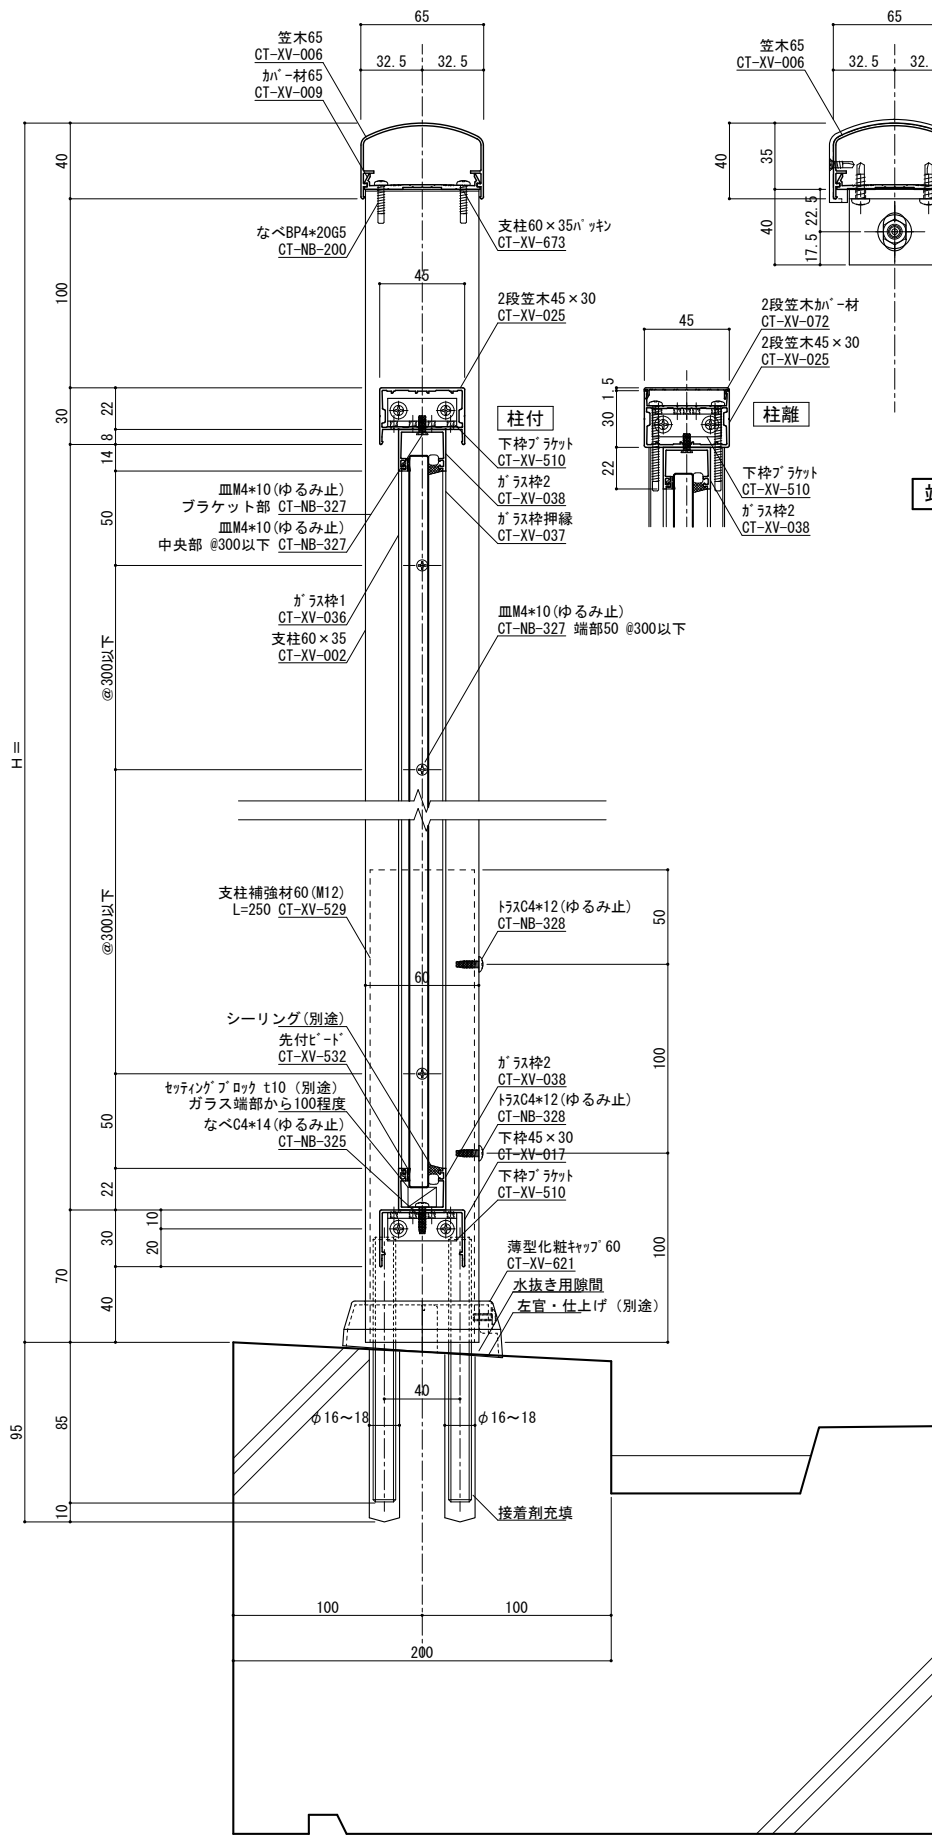 65
32.5
32.5
笠木65
CT-XV-006
ｶﾊﾞｰ材65
CT-XV-009
40
なべBP4*20G5
CT-NB-200
支柱60×35ﾊﾟｯｷﾝ
CT-XV-673
100
45
2段笠木45×30
CT-XV-025
30
22
8
14
50
柱付
下枠ﾌﾞﾗｹｯﾄ
CT-XV-510
ｶﾞﾗｽ枠2
CT-XV-038
ｶﾞﾗｽ枠押縁
CT-XV-037
皿M4*10(ゆるみ止)
ブラケット部 CT-NB-327
皿M4*10(ゆるみ止)
中央部 @300以下 CT-NB-327
ｶﾞﾗｽ枠1
CT-XV-036
支柱60×35
CT-XV-002
皿M4*10(ゆるみ止)
CT-NB-327 端部50 @300以下
@300以下
H=
@300以下
支柱補強材60(M12)
L=250 CT-XV-529
ﾄﾗｽC4*12(ゆるみ止)
CT-NB-328
50
60
100
シーリング(別途)
先付ﾋﾞｰﾄﾞ
CT-XV-532
ｾｯﾃｨﾝｸﾞﾌﾞﾛｯｸ t10 (別途)
ガラス端部から100程度
なべC4*14(ゆるみ止)
CT-NB-325
ｶﾞﾗｽ枠2
CT-XV-038
ﾄﾗｽC4*12(ゆるみ止)
CT-NB-328
下枠45×30
CT-XV-017
下枠ﾌﾞﾗｹｯﾄ
CT-XV-510
50
22
30
10
20
40
70
100
薄型化粧ｷｬｯﾌﾟ60
CT-XV-621
水抜き用隙間
左官・仕上げ (別途)
40
φ16～18
φ16～18
95
85
10
接着剤充填
100
100
200
65
32.5
32.
笠木65
CT-XV-006
40
35
40
22.5
17.5
45
2段笠木ｶﾊﾞｰ材
CT-XV-072
2段笠木45×30
CT-XV-025
1.5
30
22
柱離
下枠ﾌﾞﾗｹｯﾄ
CT-XV-510
ｶﾞﾗｽ枠2
CT-XV-038